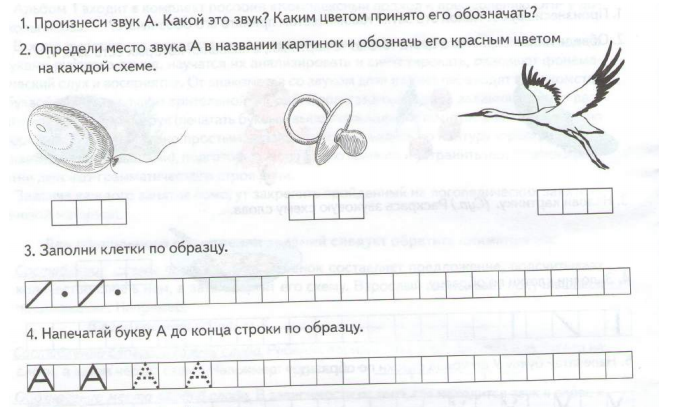 1. Произнеси звук А. Какой это звук? Каким цветом принято его обозначать?
2. Определи место звука А в названии картинок и обозначь его красным цветом
на каждой схеме.
3. Заполни клетки по образцу.
4. Напечатай букву А до конца строки по образцу.
А А А А